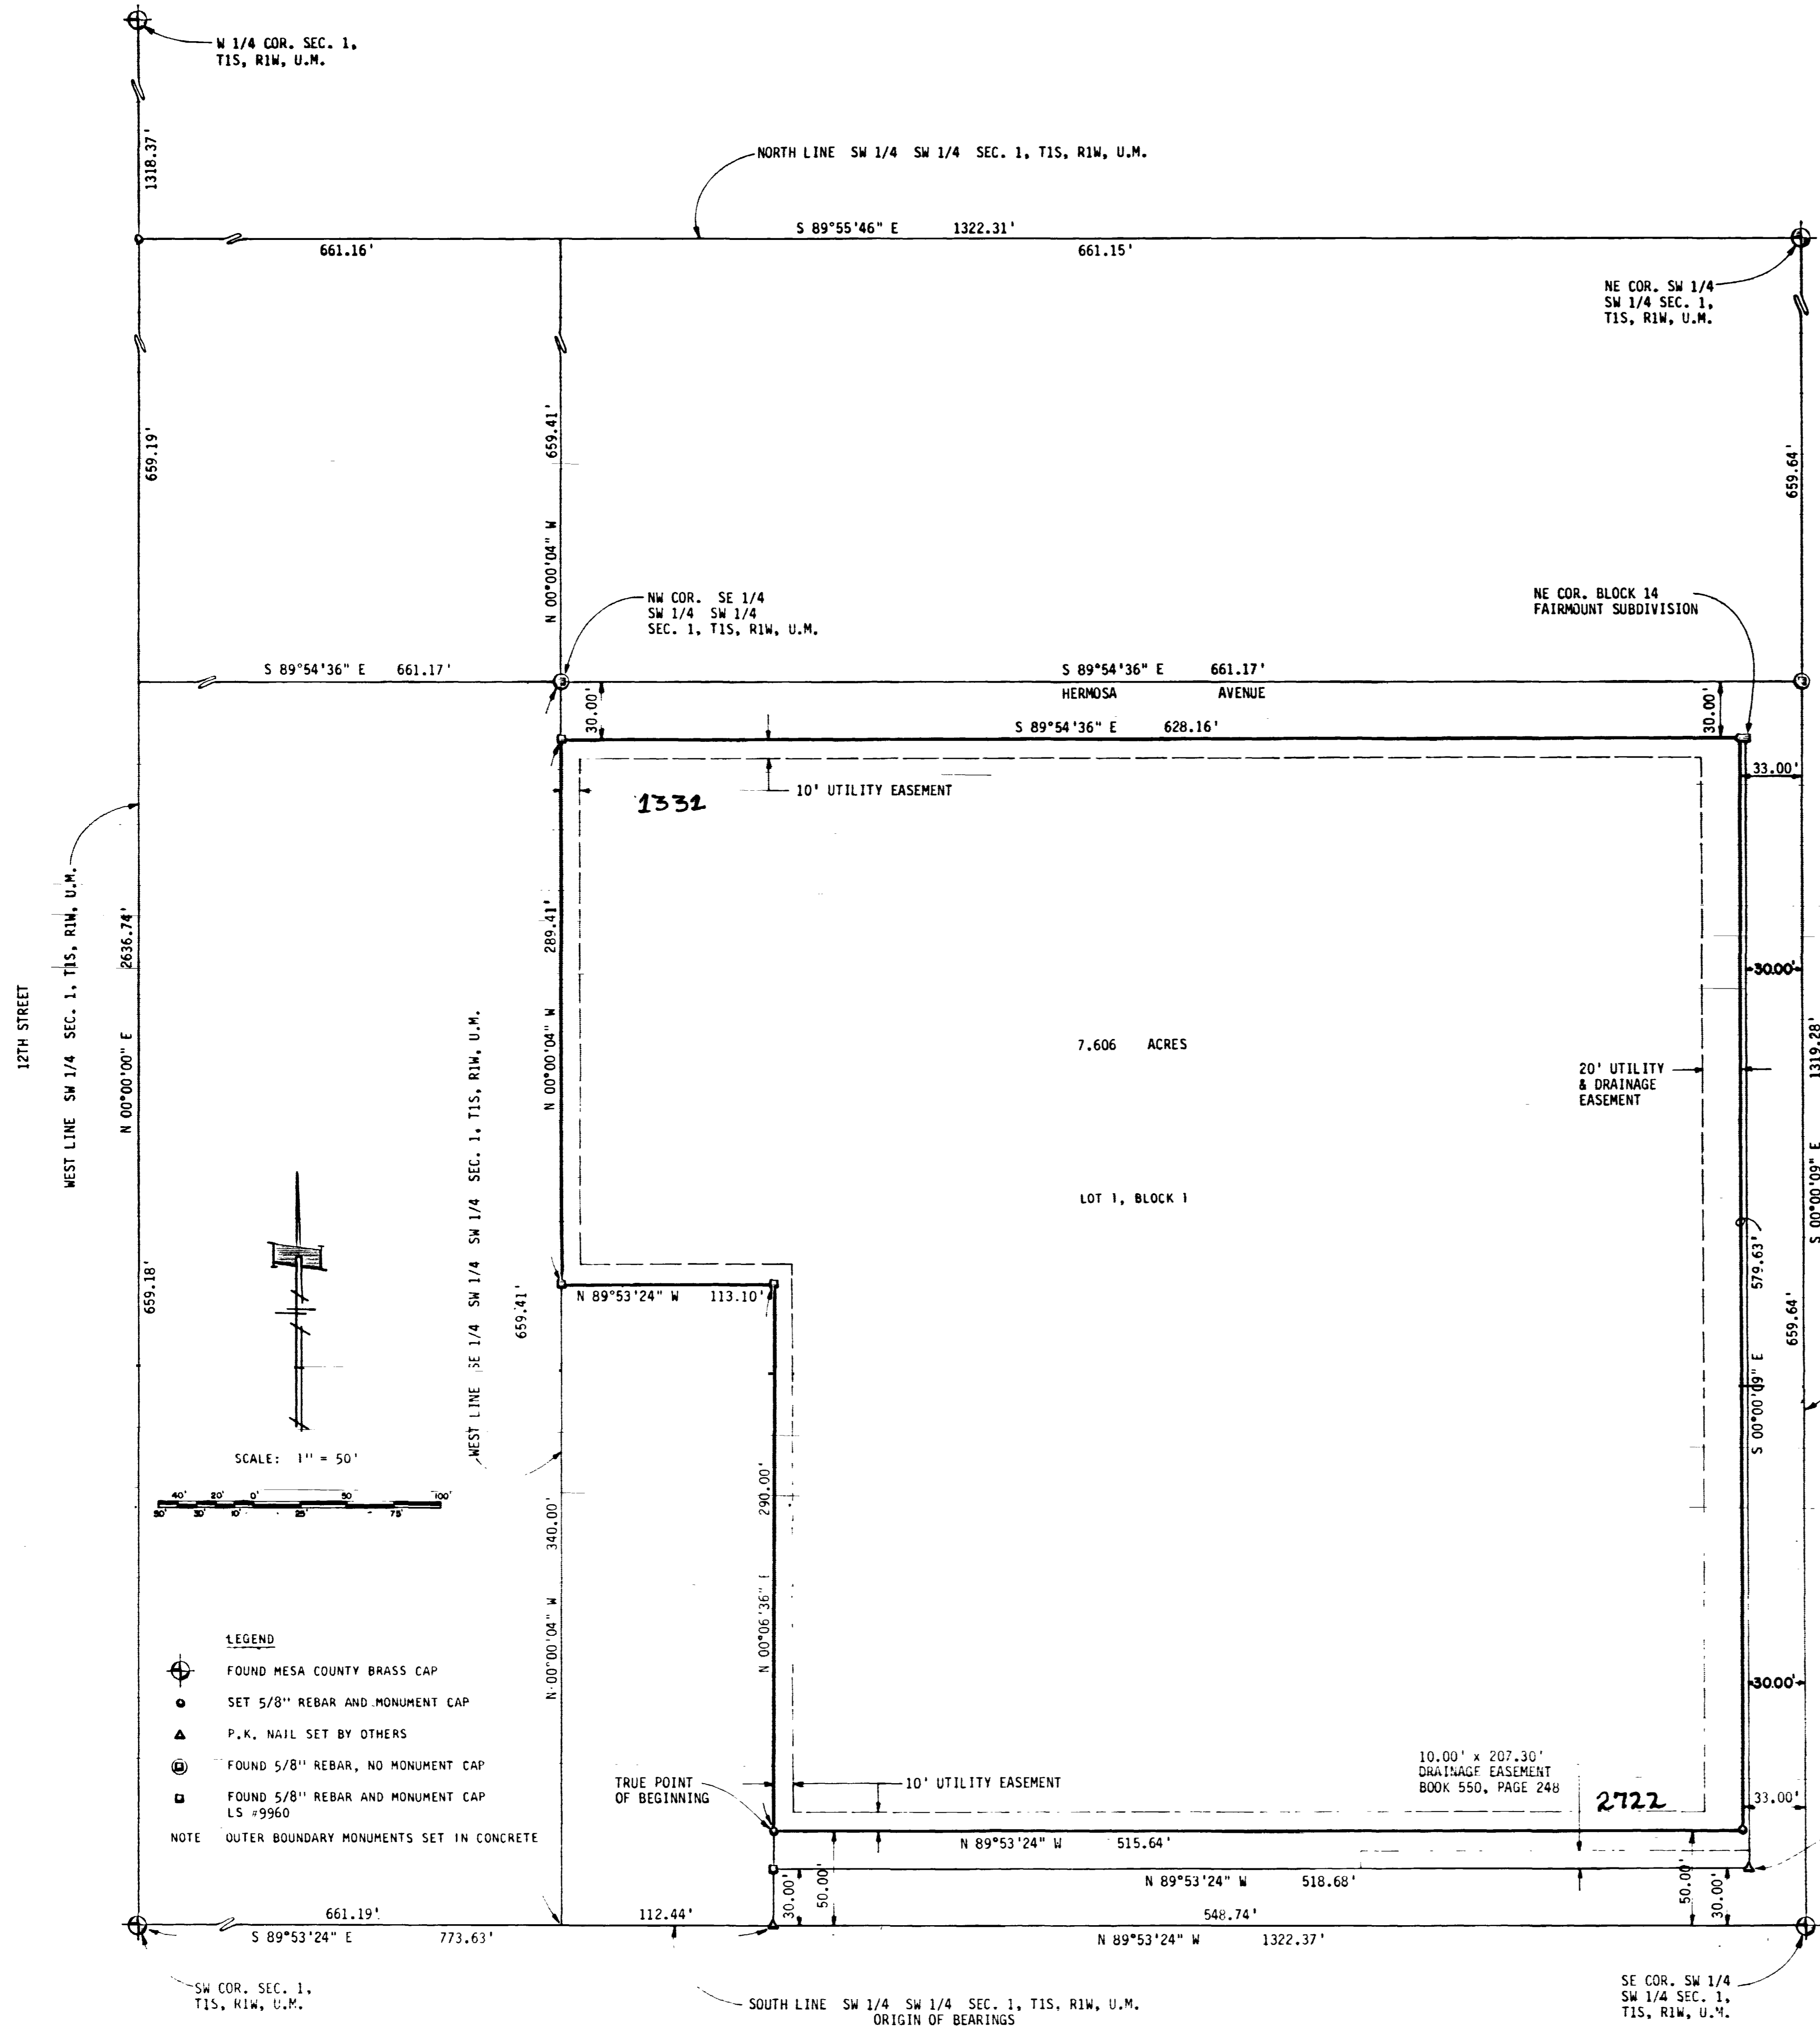 W 1/4 COR. SEC. 1,
T1S, R1W, U.M.
1318.37'
NORTH LINE SW 1/4 SW 1/4 SEC. 1, T1S, R1W, U.M.
S 89°55'46" E 1322.31'
661.16'
661.15'
NE COR. SW 1/4
SW 1/4 SEC. 1,
T1S, R1W, U.M.
659.19'
N 00°00'04" W 659.41'
659.64'
NW COR. SE 1/4
SW 1/4 SW 1/4
SEC. 1, T1S, R1W, U.M.
NE COR. BLOCK 14
FAIRMOUNT SUBDIVISION
S 89°54'36" E 661.17'
S 89°54'36" E 661.17'
HERMOSA AVENUE
30.00'
30.00'
S 89°54'36" E 628.16'
33.00'
10' UTILITY EASEMENT
1331
12TH STREET
WEST LINE SW 1/4 SEC. 1, T1S, R1W, U.M.
N 00°00'00" E 2636.74'
N 00°00'04" W 289.41'
30.00'
7.606 ACRES
20' UTILITY
& DRAINAGE
EASEMENT
S 00°00'09" E 1319.28'
LOT 1, BLOCK 1
WEST LINE SE 1/4 SW 1/4 SW 1/4 SEC. 1, T1S, R1W, U.M.
659.18'
659.41'
N 89°53'24" W 113.10'
S 00°00'09" E 579.63'
659.64'
SCALE: 1" = 50'
40' 20' 0' 50 100'
50' 30' 10' 25' 75'
N 00°00'04" W 340.00'
N 00°06'36" E 290.00'
LEGEND
FOUND MESA COUNTY BRASS CAP
SET 5/8" REBAR AND MONUMENT CAP
P.K. NAIL SET BY OTHERS
FOUND 5/8" REBAR, NO MONUMENT CAP
FOUND 5/8" REBAR AND MONUMENT CAP
LS #9960
NOTE OUTER BOUNDARY MONUMENTS SET IN CONCRETE
30.00'
TRUE POINT
OF BEGINNING
10' UTILITY EASEMENT
10.00' x 207.30'
DRAINAGE EASEMENT
BOOK 550, PAGE 248
2722
33.00'
N 89°53'24" W 515.64'
N 89°53'24" W 518.68'
30.00'
50.00'
50.00'
30.00'
661.19'
112.44'
548.74'
S 89°53'24" E 773.63'
N 89°53'24" W 1322.37'
SW COR. SEC. 1,
T1S, R1W, U.M.
SOUTH LINE SW 1/4 SW 1/4 SEC. 1, T1S, R1W, U.M.
ORIGIN OF BEARINGS
SE COR. SW 1/4
SW 1/4 SEC. 1,
T1S, R1W, U.M.